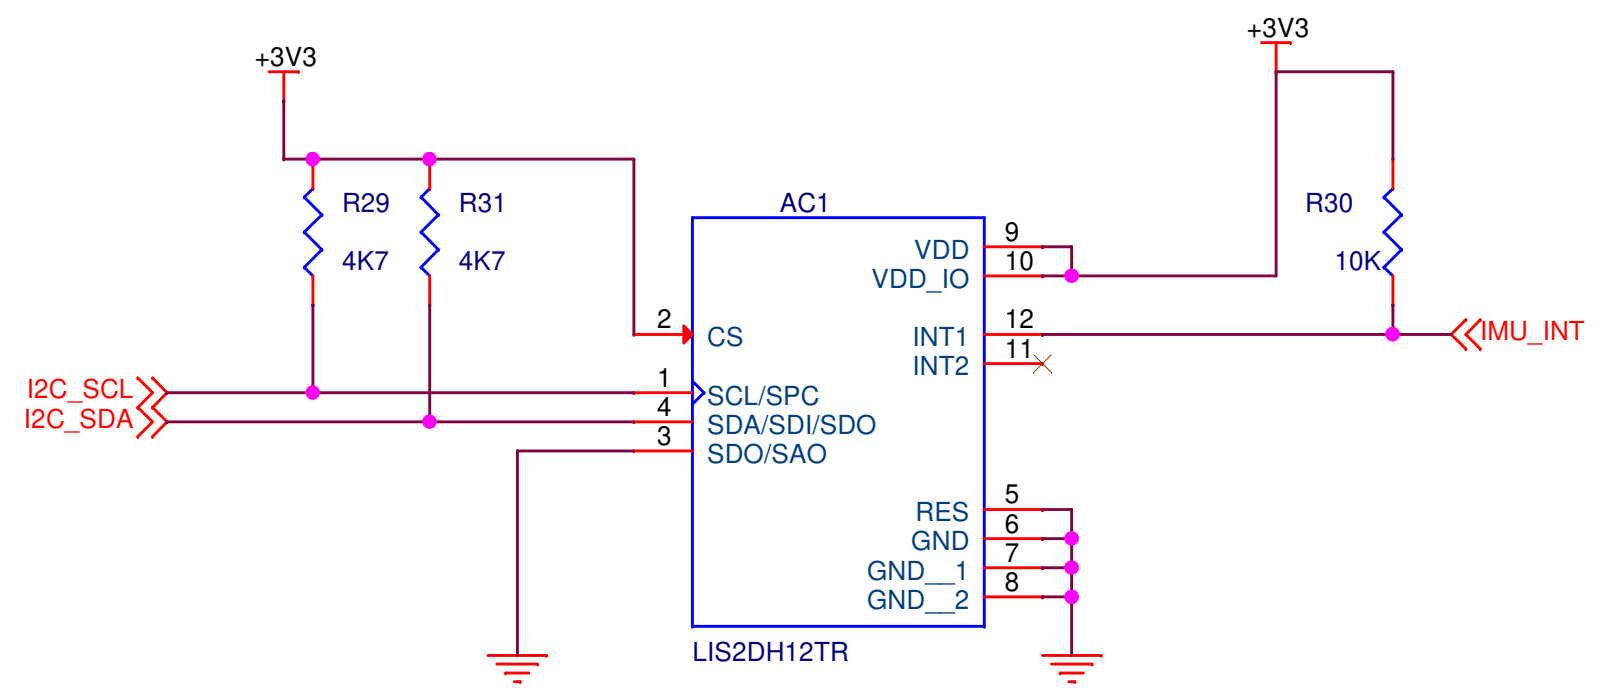 +3V3
+3V3
R29
4K7
R31
4K7
R30
10K
AC1
VDD 9
VDD_IO 10
2 CS
INT1 12
INT2 11
IMU_INT
I2C_SCL
I2C_SDA
1 SCL/SPC
4 SDA/SDI/SDO
3 SDO/SAO
RES 5
GND 6
GND__1 7
GND__2 8
LIS2DH12TR